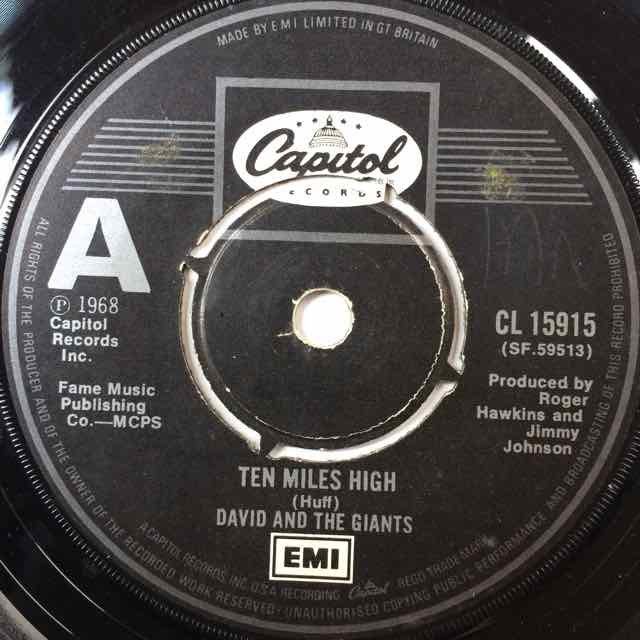 MADE BY EMI LIMITED IN GT BRITAIN
Capitol
RECORDS
A
℗ 1968
Capitol
Records
Inc.
Fame Music
Publishing
Co.—MCPS
CL 15915
(SF.59513)
Produced by
Roger
Hawkins and
Jimmy
Johnson
TEN MILES HIGH
(Huff)
DAVID AND THE GIANTS
EMI
A CAPITOL RECORDS, INC. U.S.A. RECORDING Capitol REGD TRADEMARK
ALL RIGHTS OF THE PRODUCER AND OF THE OWNER OF THE RECORDED WORK RESERVED · UNAUTHORISED COPYING PUBLIC PERFORMANCE AND BROADCASTING OF THIS RECORD PROHIBITED